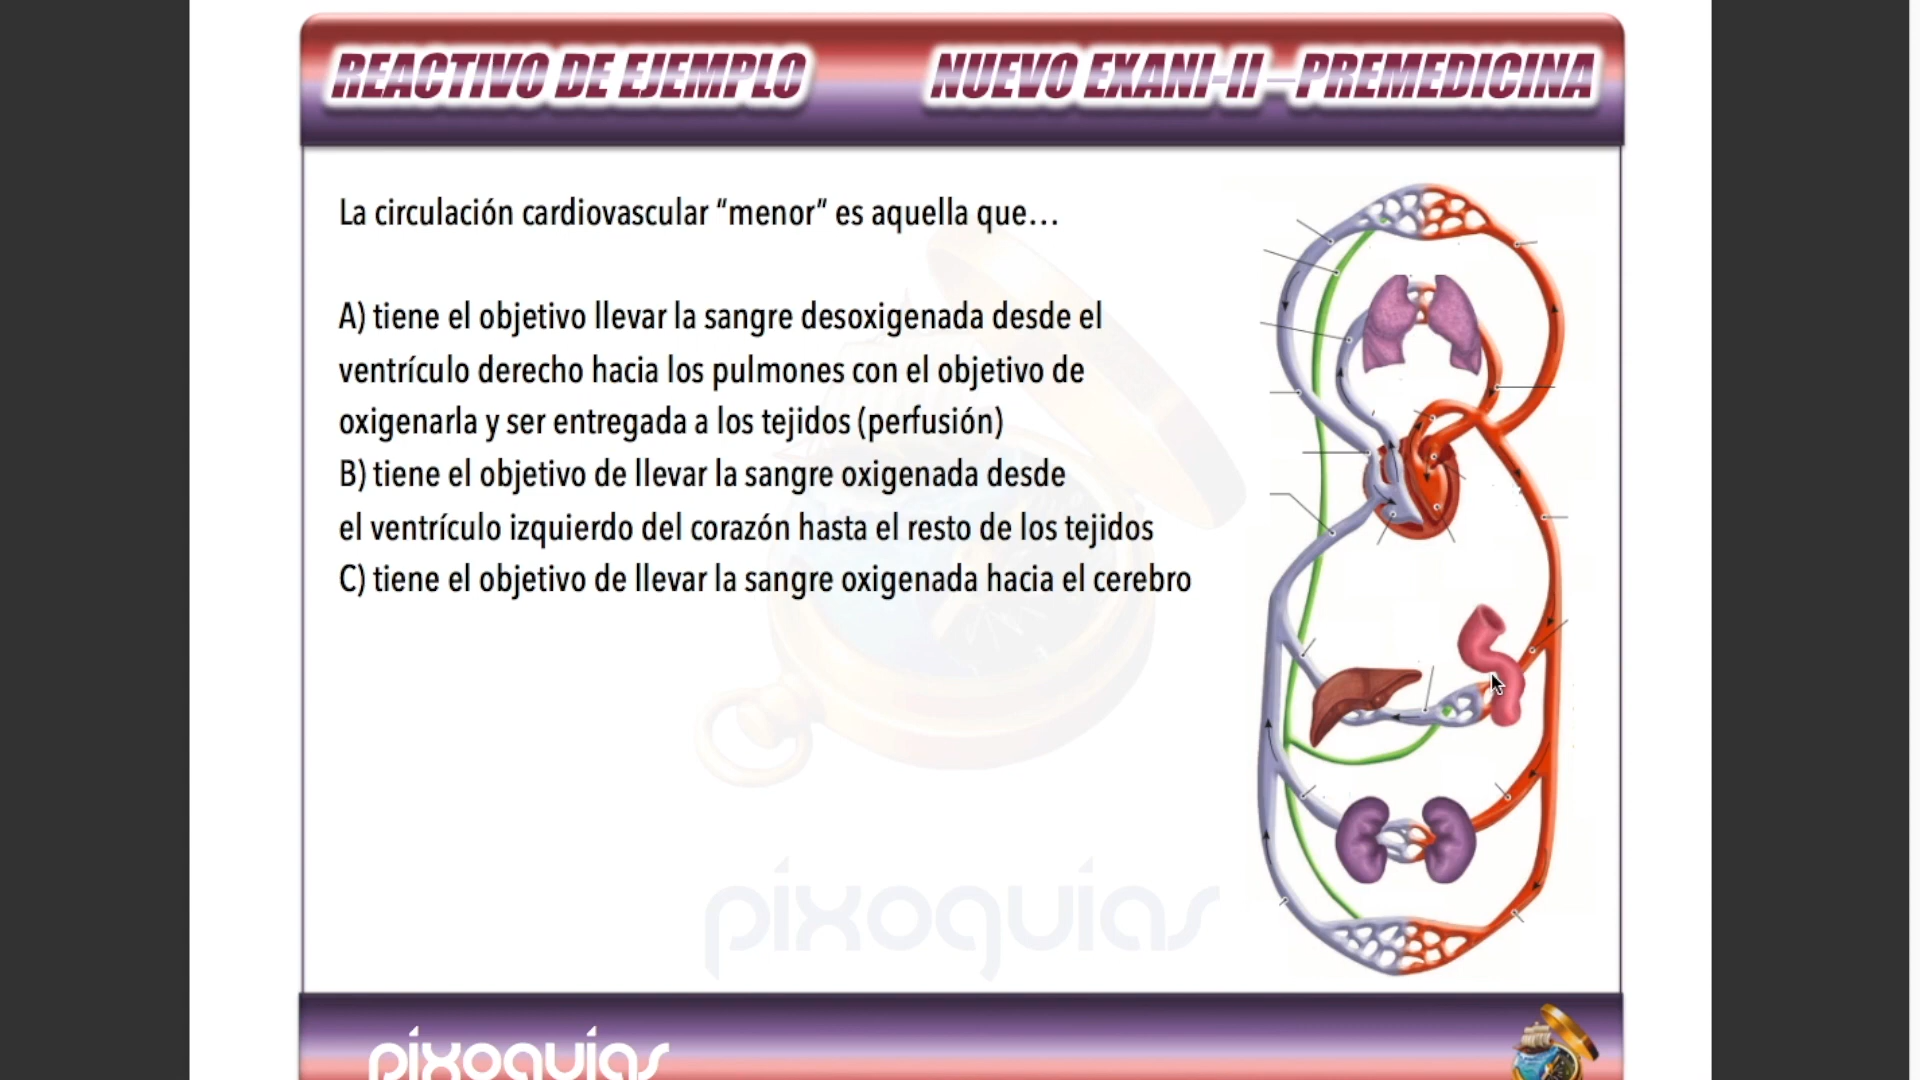 REACTIVO DE EJEMPLO
NUEVO EXANI-II – PREMEDICINA
La circulación cardiovascular “menor” es aquella que…
A) tiene el objetivo llevar la sangre desoxigenada desde el
ventrículo derecho hacia los pulmones con el objetivo de
oxigenarla y ser entregada a los tejidos (perfusión)
B) tiene el objetivo de llevar la sangre oxigenada desde
el ventrículo izquierdo del corazón hasta el resto de los tejidos
C) tiene el objetivo de llevar la sangre oxigenada hacia el cerebro
pixoguías
pixoguías